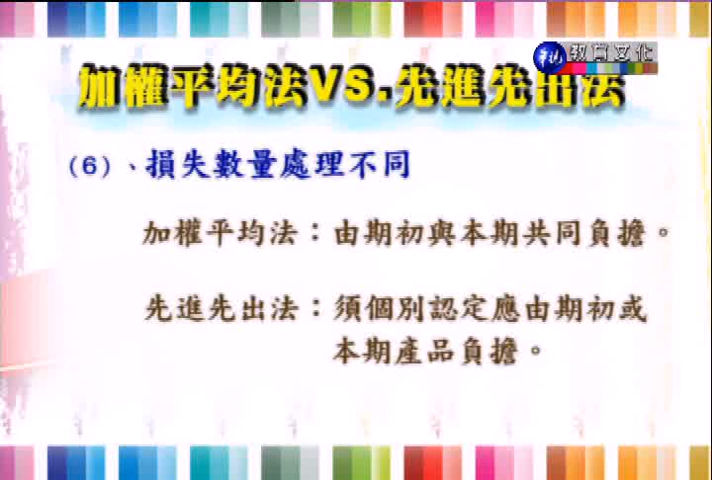 華視 教育文化
加權平均法VS.先進先出法
(6)、損失數量處理不同
加權平均法：由期初與本期共同負擔。
先進先出法：須個別認定應由期初或
本期產品負擔。